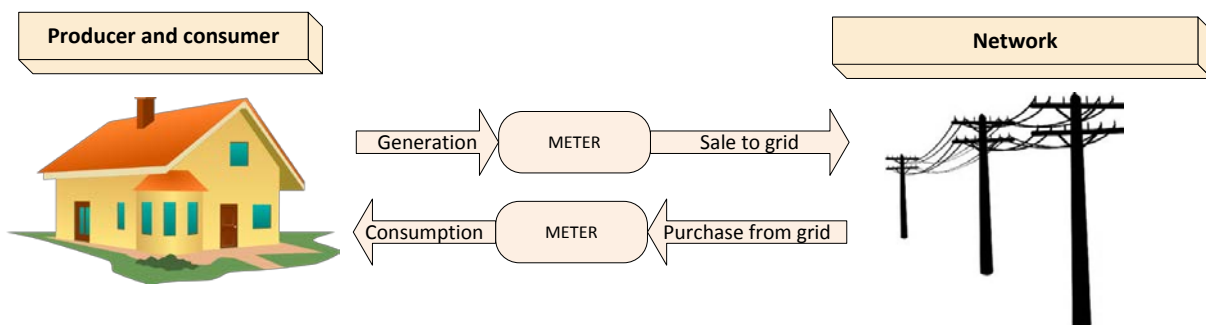 Producer and consumer
Network
Generation
METER
Sale to grid
Consumption
METER
Purchase from grid